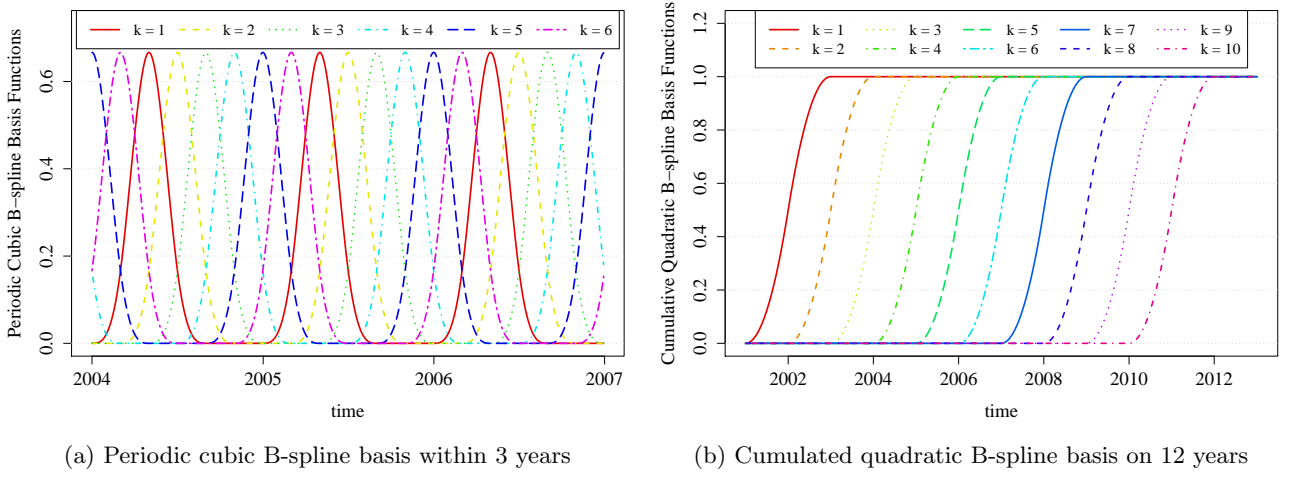 Periodic Cubic B−spline Basis Functions
k = 1 k = 2 k = 3 k = 4 k = 5 k = 6
0.6
0.4
0.2
0.0
2004 2005 2006 2007
time
(a) Periodic cubic B-spline basis within 3 years
Cumulative Quadratic B−spline Basis Functions
k = 1 k = 3 k = 5 k = 7 k = 9
k = 2 k = 4 k = 6 k = 8 k = 10
1.2
1.0
0.8
0.6
0.4
0.2
0.0
2002 2004 2006 2008 2010 2012
time
(b) Cumulated quadratic B-spline basis on 12 years